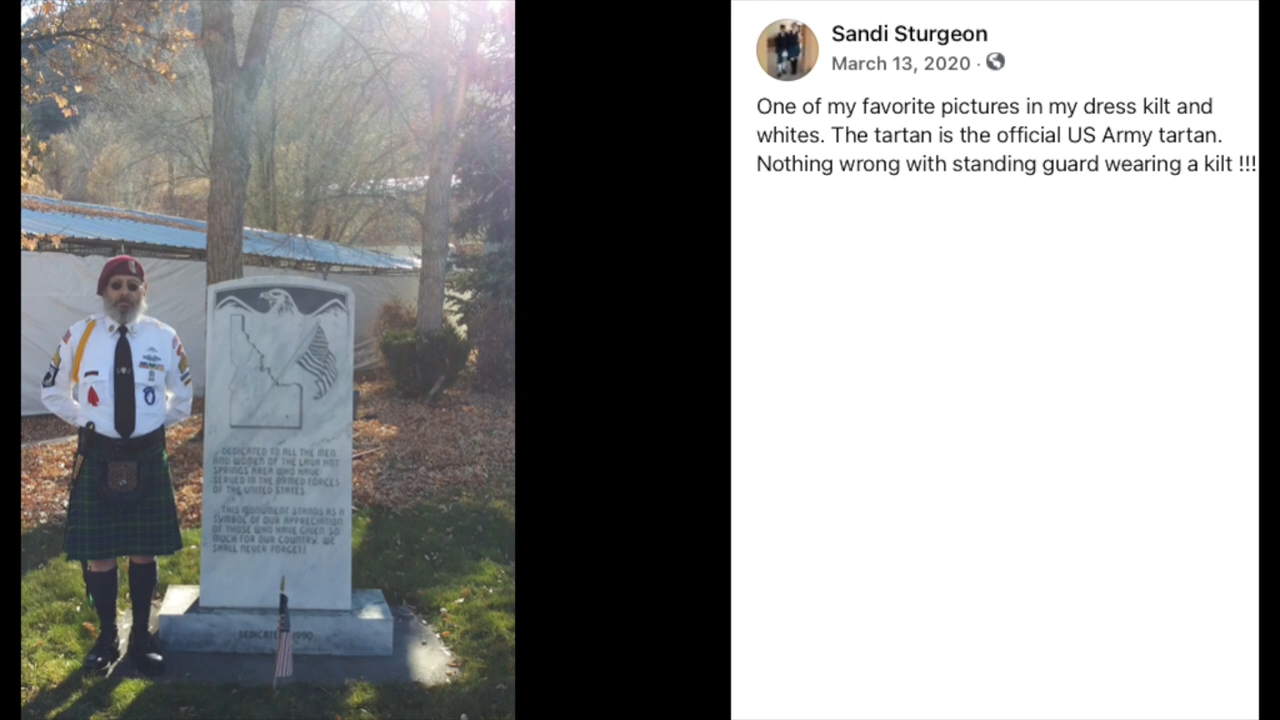 DEDICATED TO ALL THE MEN
AND WOMEN OF THE LAVA HOT
SPRINGS AREA WHO HAVE
SERVED IN THE ARMED FORCES
OF THE UNITED STATES.
THIS MONUMENT STANDS AS A
SYMBOL OF OUR APPRECIATION
OF THOSE WHO HAVE GIVEN SO
MUCH FOR OUR COUNTRY. WE
SHALL NEVER FORGET!
DEDICATED 1990
Sandi Sturgeon
March 13, 2020 ·
One of my favorite pictures in my dress kilt and
whites. The tartan is the official US Army tartan.
Nothing wrong with standing guard wearing a kilt !!!